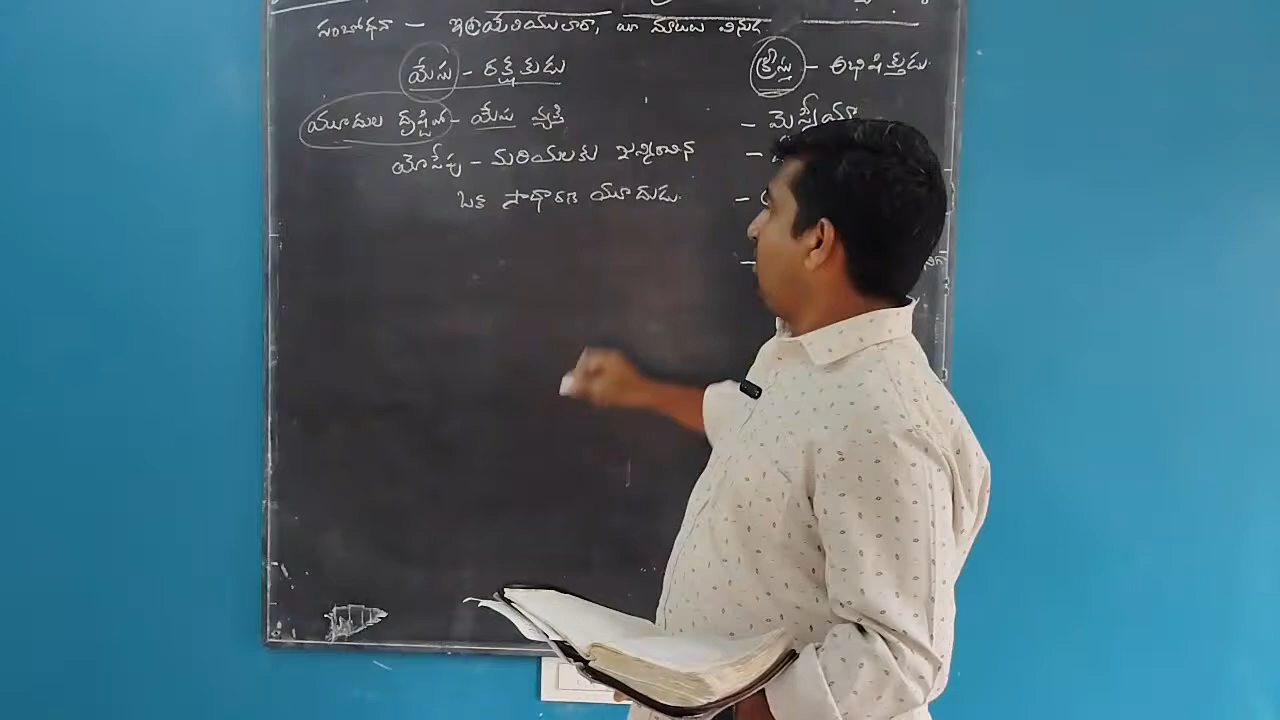 సంబోధనా – ఇశ్రాయేలియులారా, మా మాటలు వినుడి.
యేసు – రక్షకుడు
క్రీస్తు – అభిషిక్తుడు.
యూదుల దృష్టిలో – యేసు వ్యక్తి
– మెస్సీయా
యోసేపు – మరియలకు జన్మించిన
ఒక సాధారణ యూదుడు.